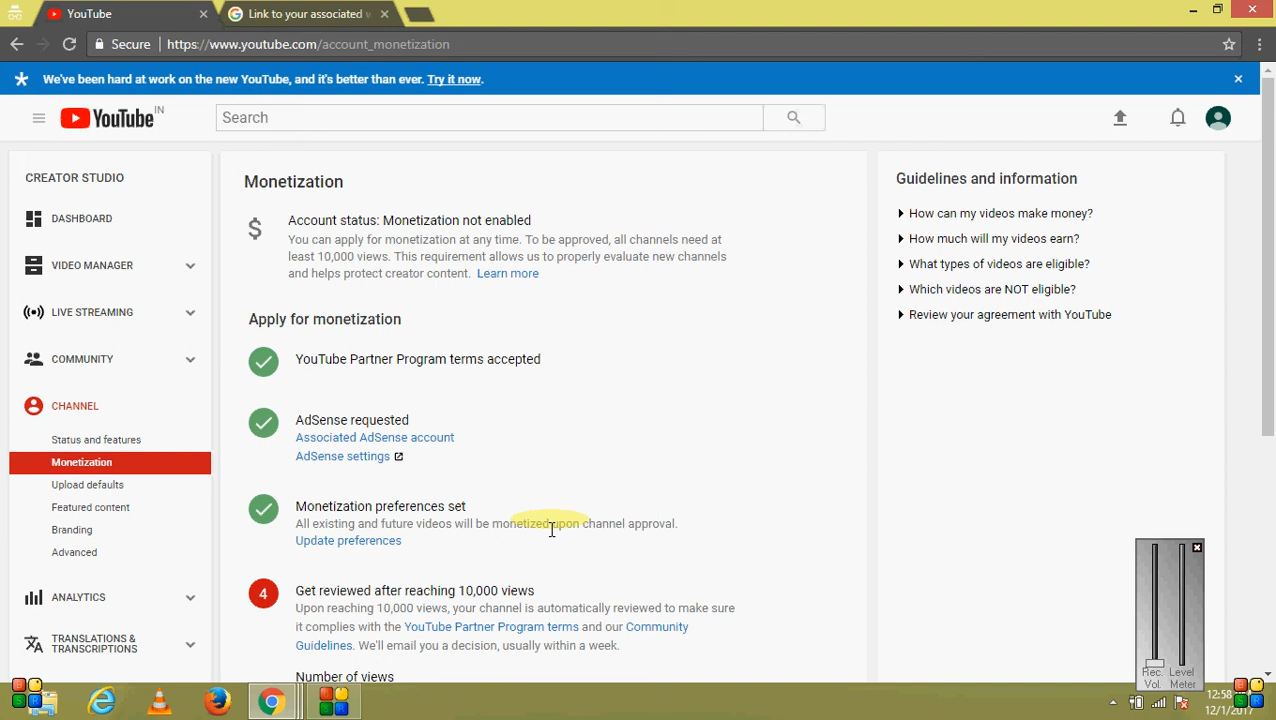 YouTube
Link to your associated
Secure https://www.youtube.com/account_monetization
We've been hard at work on the new YouTube, and it's better than ever. Try it now.
YouTube IN
Search
CREATOR STUDIO
DASHBOARD
VIDEO MANAGER
LIVE STREAMING
COMMUNITY
CHANNEL
Status and features
Monetization
Upload defaults
Featured content
Branding
Advanced
ANALYTICS
TRANSLATIONS &
TRANSCRIPTIONS
Monetization
$
Account status: Monetization not enabled
You can apply for monetization at any time. To be approved, all channels need at
least 10,000 views. This requirement allows us to properly evaluate new channels
and helps protect creator content. Learn more
Apply for monetization
YouTube Partner Program terms accepted
AdSense requested
Associated AdSense account
AdSense settings
Monetization preferences set
All existing and future videos will be monetized upon channel approval.
Update preferences
4 Get reviewed after reaching 10,000 views
Upon reaching 10,000 views, your channel is automatically reviewed to make sure
it complies with the YouTube Partner Program terms and our Community
Guidelines. We'll email you a decision, usually within a week.
Number of views
Guidelines and information
How can my videos make money?
How much will my videos earn?
What types of videos are eligible?
Which videos are NOT eligible?
Review your agreement with YouTube
Rec. Level
Vol. Meter
12:58
12/1/2017